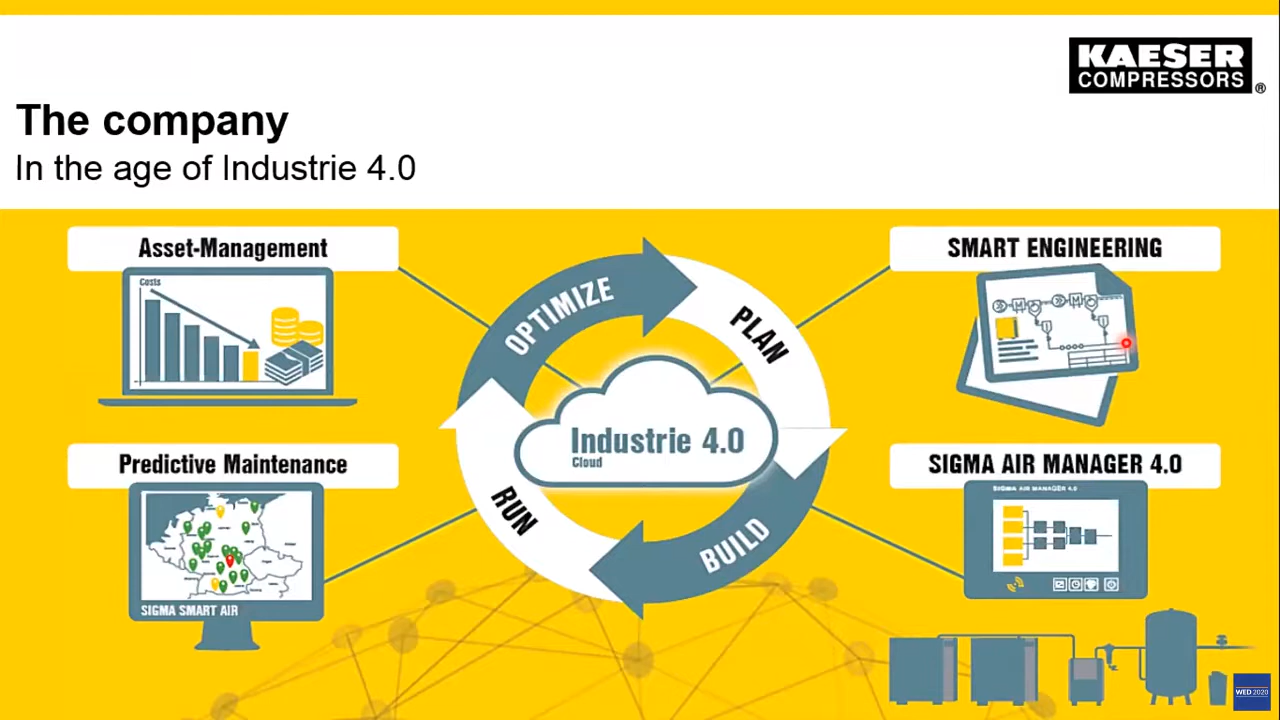 KAESER
COMPRESSORS
®
The company
In the age of Industrie 4.0
Asset-Management
Costs
OPTIMIZE
PLAN
SMART ENGINEERING
Industrie 4.0
Cloud
Predictive Maintenance
SIGMA SMART AIR
RUN
BUILD
SIGMA AIR MANAGER 4.0
SIGMA AIR MANAGER 4.0
WED 2020